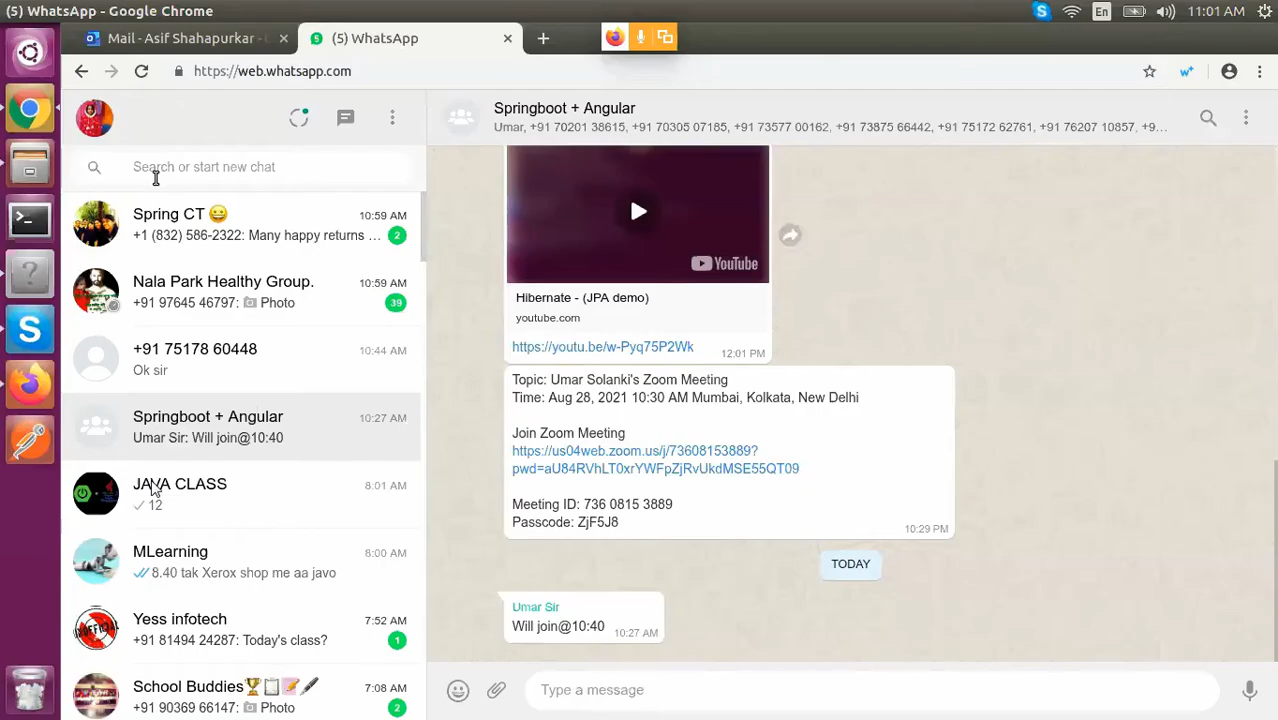 (5) WhatsApp - Google Chrome
En
11:01 AM
Mail - Asif Shahapurkar -
(5) WhatsApp
https://web.whatsapp.com
Search or start new chat
Spring CT 😀
10:59 AM
+1 (832) 586-2322: Many happy returns …
2
Nala Park Healthy Group.
10:59 AM
+91 97645 46797: Photo
39
+91 75178 60448
10:44 AM
Ok sir
Springboot + Angular
10:27 AM
Umar Sir: Will join@10:40
JAVA CLASS
8:01 AM
12
MLearning
8:00 AM
8.40 tak Xerox shop me aa javo
Yess infotech
7:52 AM
+91 81494 24287: Today's class?
1
School Buddies🏆📋📝🖋
7:08 AM
+91 90369 66147: Photo
2
Springboot + Angular
Umar, +91 70201 38615, +91 70305 07185, +91 73577 00162, +91 73875 66442, +91 75172 62761, +91 76207 10857, +9…
YouTube
Hibernate - (JPA demo)
youtube.com
https://youtu.be/w-Pyq75P2Wk
12:01 PM
Topic: Umar Solanki's Zoom Meeting
Time: Aug 28, 2021 10:30 AM Mumbai, Kolkata, New Delhi
Join Zoom Meeting
https://us04web.zoom.us/j/73608153889?
pwd=aU84RVhLT0xrYWFpZjRvUkdMSE55QT09
Meeting ID: 736 0815 3889
Passcode: ZjF5J8
10:29 PM
TODAY
Umar Sir
Will join@10:40
10:27 AM
Type a message